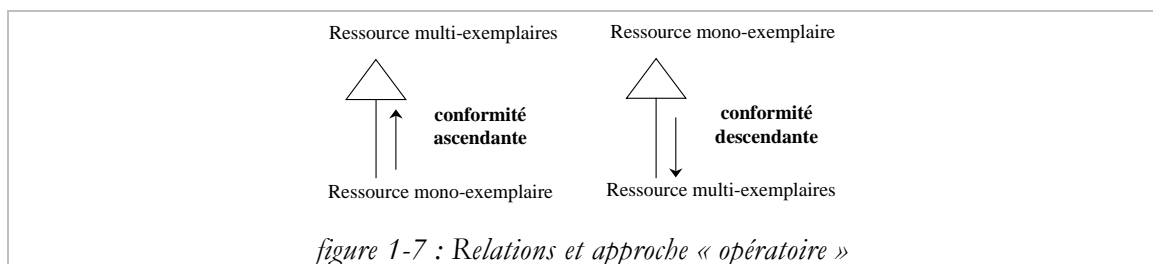 Ressource multi-exemplaires
Ressource mono-exemplaire
conformité
ascendante
conformité
descendante
Ressource mono-exemplaire
Ressource multi-exemplaires
figure 1-7 : Relations et approche « opératoire »